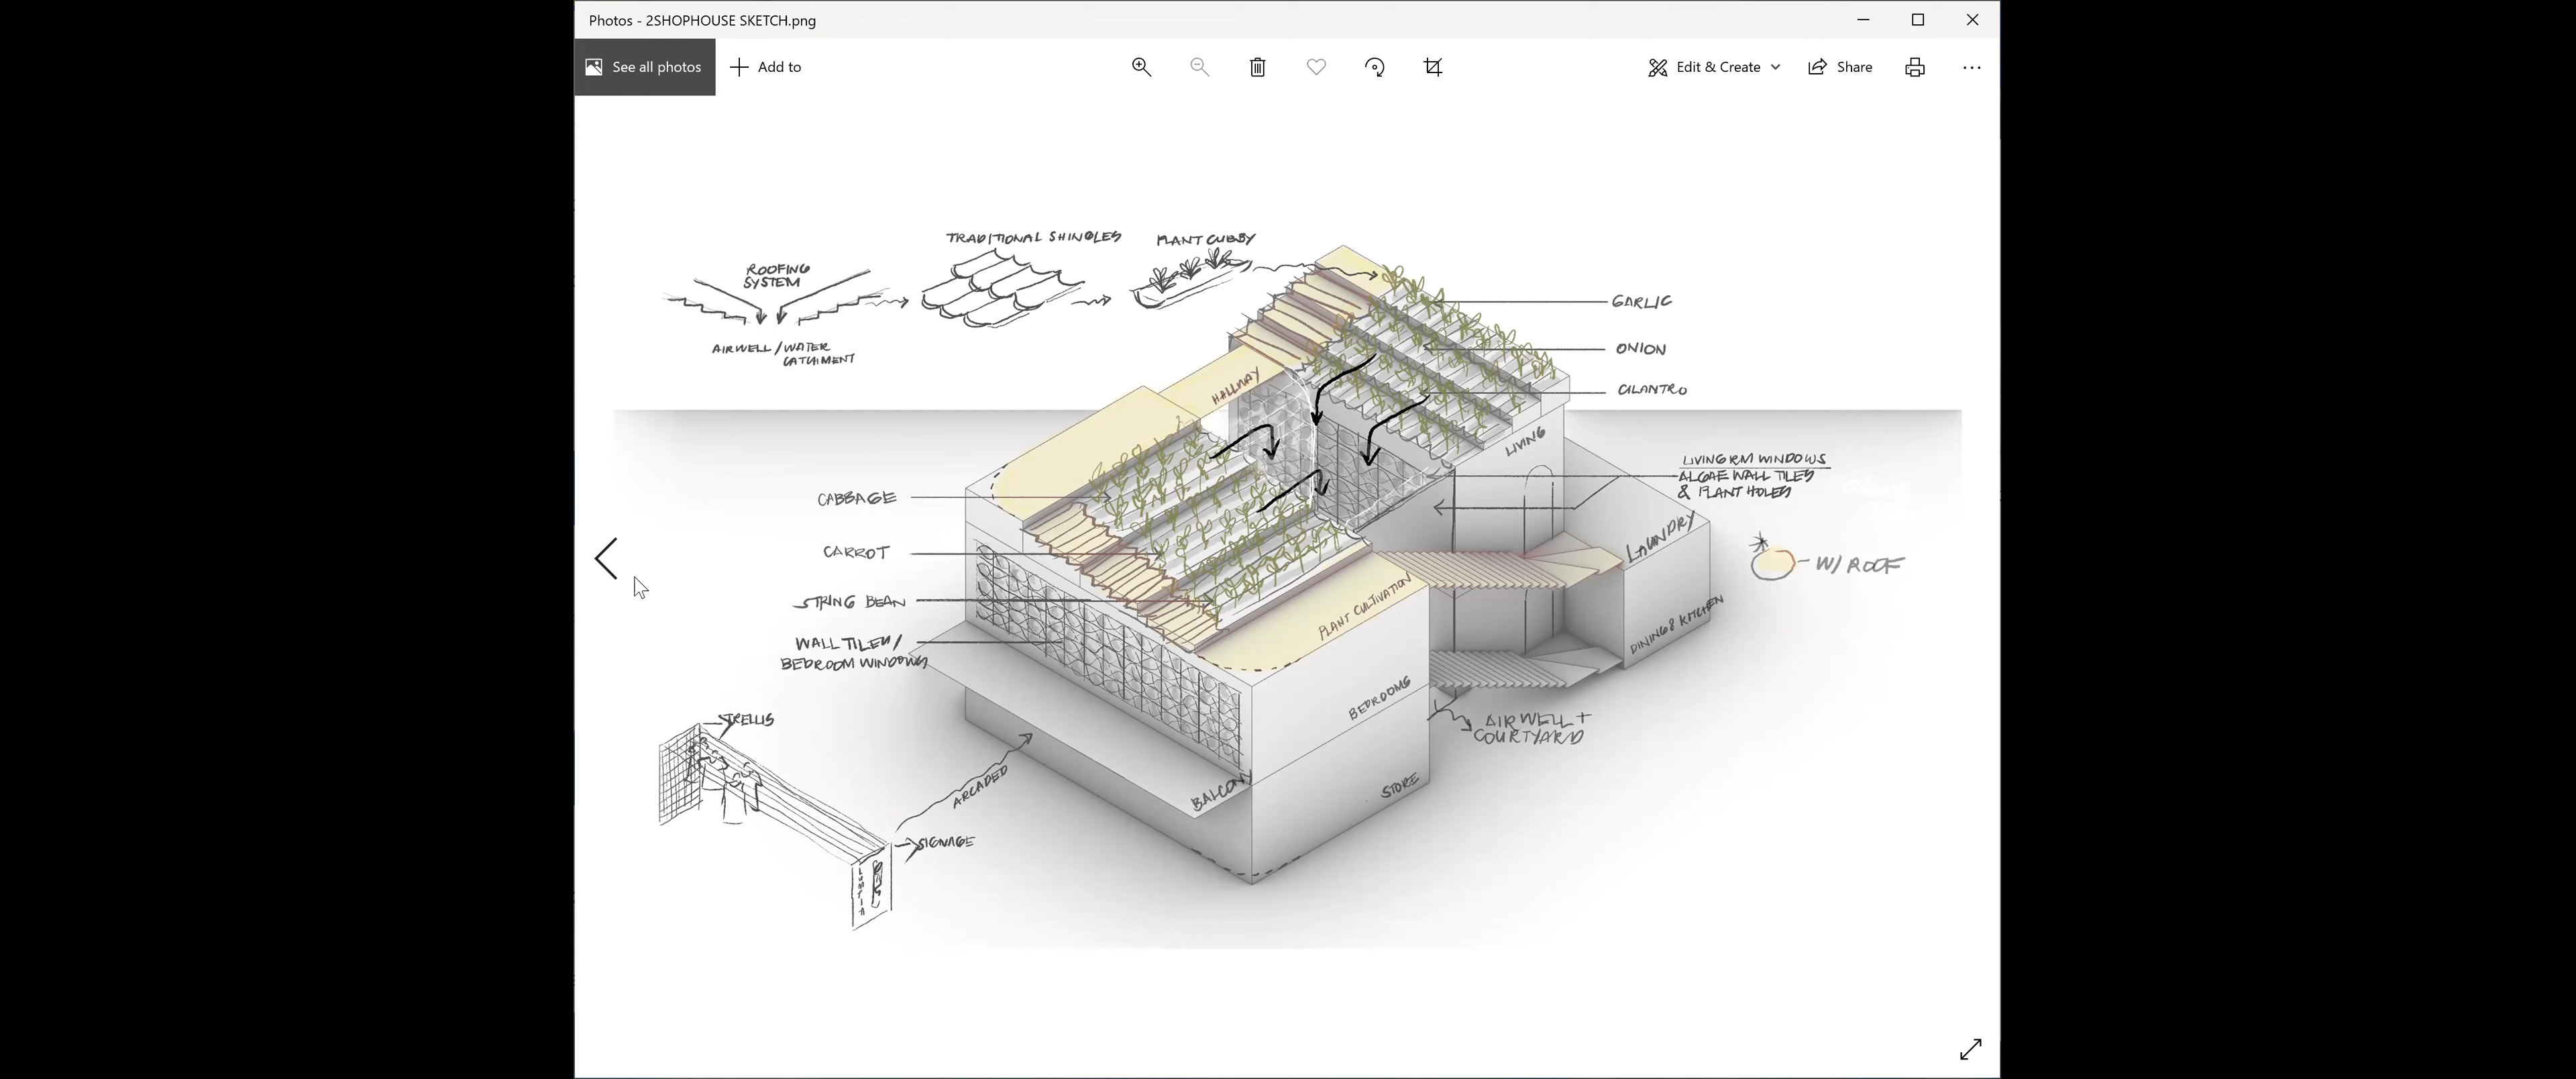 Photos - 2SHOPHOUSE SKETCH.png
See all photos
Add to
Edit & Create
Share
TRADITIONAL SHINGLES
PLANT CUBBY
ROOFING
SYSTEM
AIRWELL/WATER
CATCHMENT
GARLIC
ONION
CILANTRO
HALLWAY
LIVING
LIVING RM WINDOWS
ALGAE WALL TILES
& PLANT HOLES
CABBAGE
CARROT
STRING BEAN
WALL TILES/
BEDROOM WINDOWS
LAUNDRY
W/ ROOF
PLANT CULTIVATION
DINING & KITCHEN
BEDROOMS
AIRWELL +
COURTYARD
TRELLIS
ARCADED
BALCON
STORE
SIGNAGE
LUMPIA